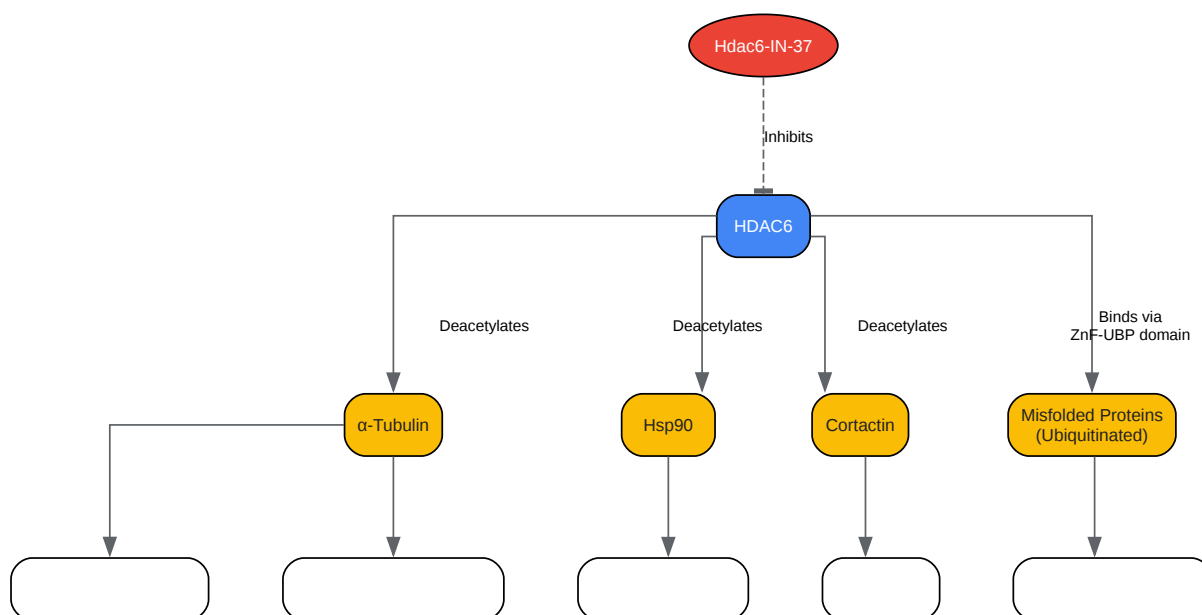 Hdac6-IN-37
Inhibits
HDAC6
Deacetylates
Deacetylates
Deacetylates
Binds via
ZnF-UBP domain
α-Tubulin
Hsp90
Cortactin
Misfolded Proteins
(Ubiquitinated)